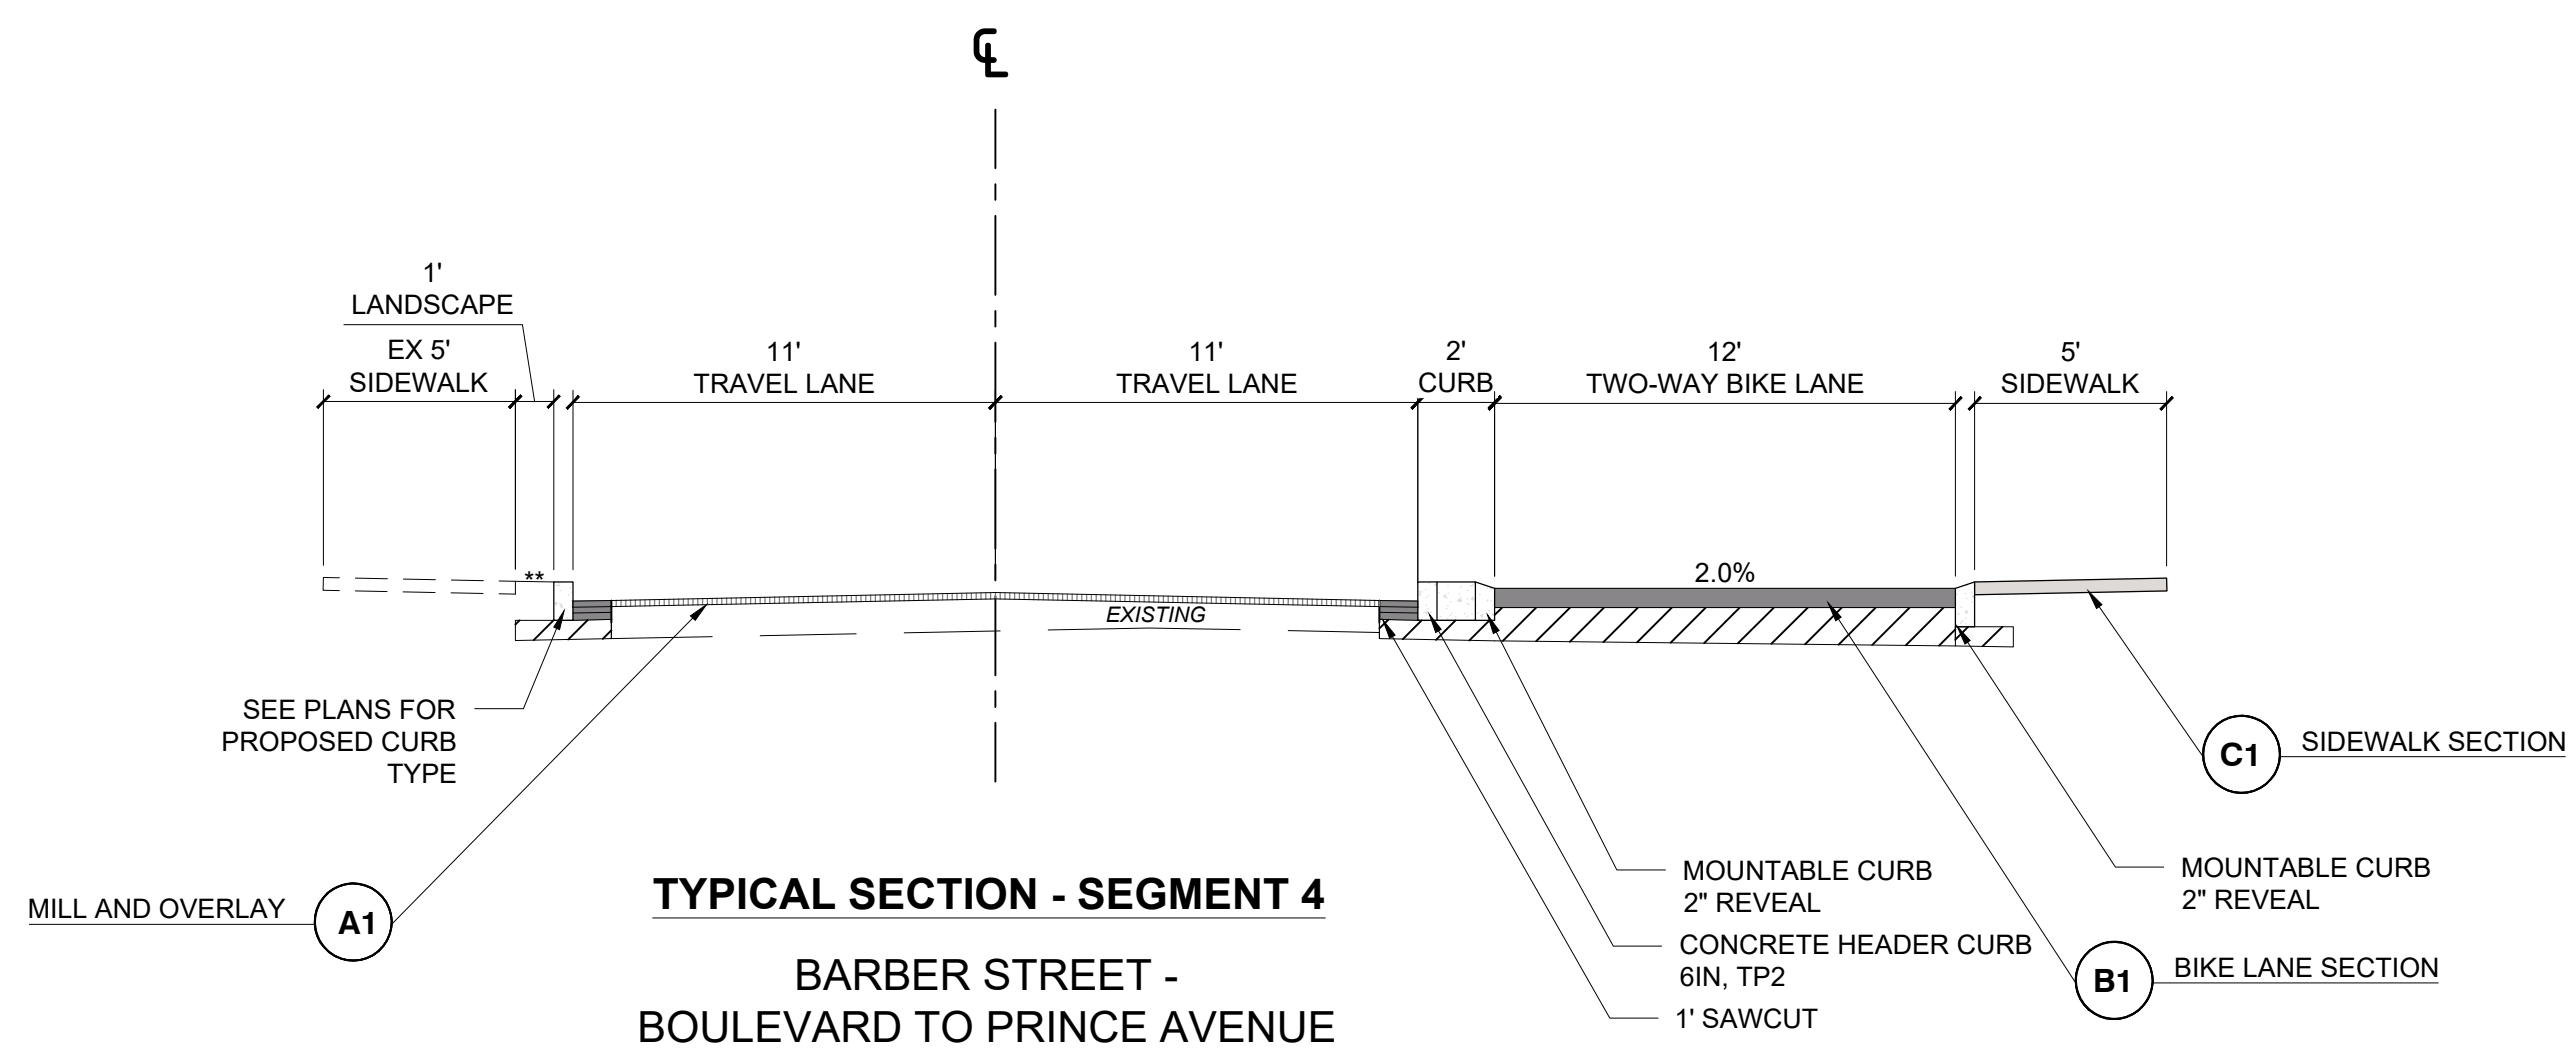 ℄
1'
LANDSCAPE
EX 5'
SIDEWALK
11'
TRAVEL LANE
11'
TRAVEL LANE
2'
CURB
12'
TWO-WAY BIKE LANE
5'
SIDEWALK
**
2.0%
EXISTING
SEE PLANS FOR
PROPOSED CURB
TYPE
MILL AND OVERLAY
A1
C1
SIDEWALK SECTION
MOUNTABLE CURB
2" REVEAL
CONCRETE HEADER CURB
6IN, TP2
1' SAWCUT
MOUNTABLE CURB
2" REVEAL
B1
BIKE LANE SECTION
TYPICAL SECTION - SEGMENT 4
BARBER STREET -
BOULEVARD TO PRINCE AVENUE